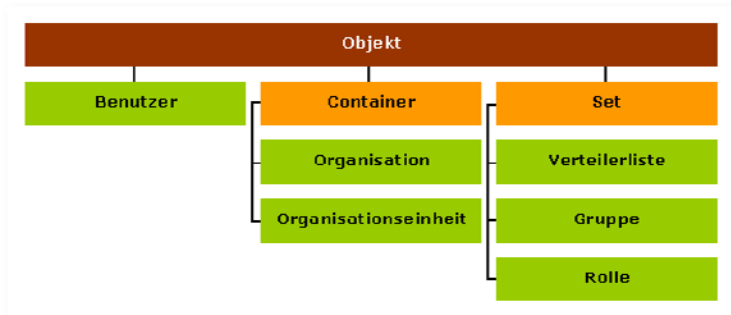 Objekt
Benutzer
Container
Set
Organisation
Verteilerliste
Organisationseinheit
Gruppe
Rolle